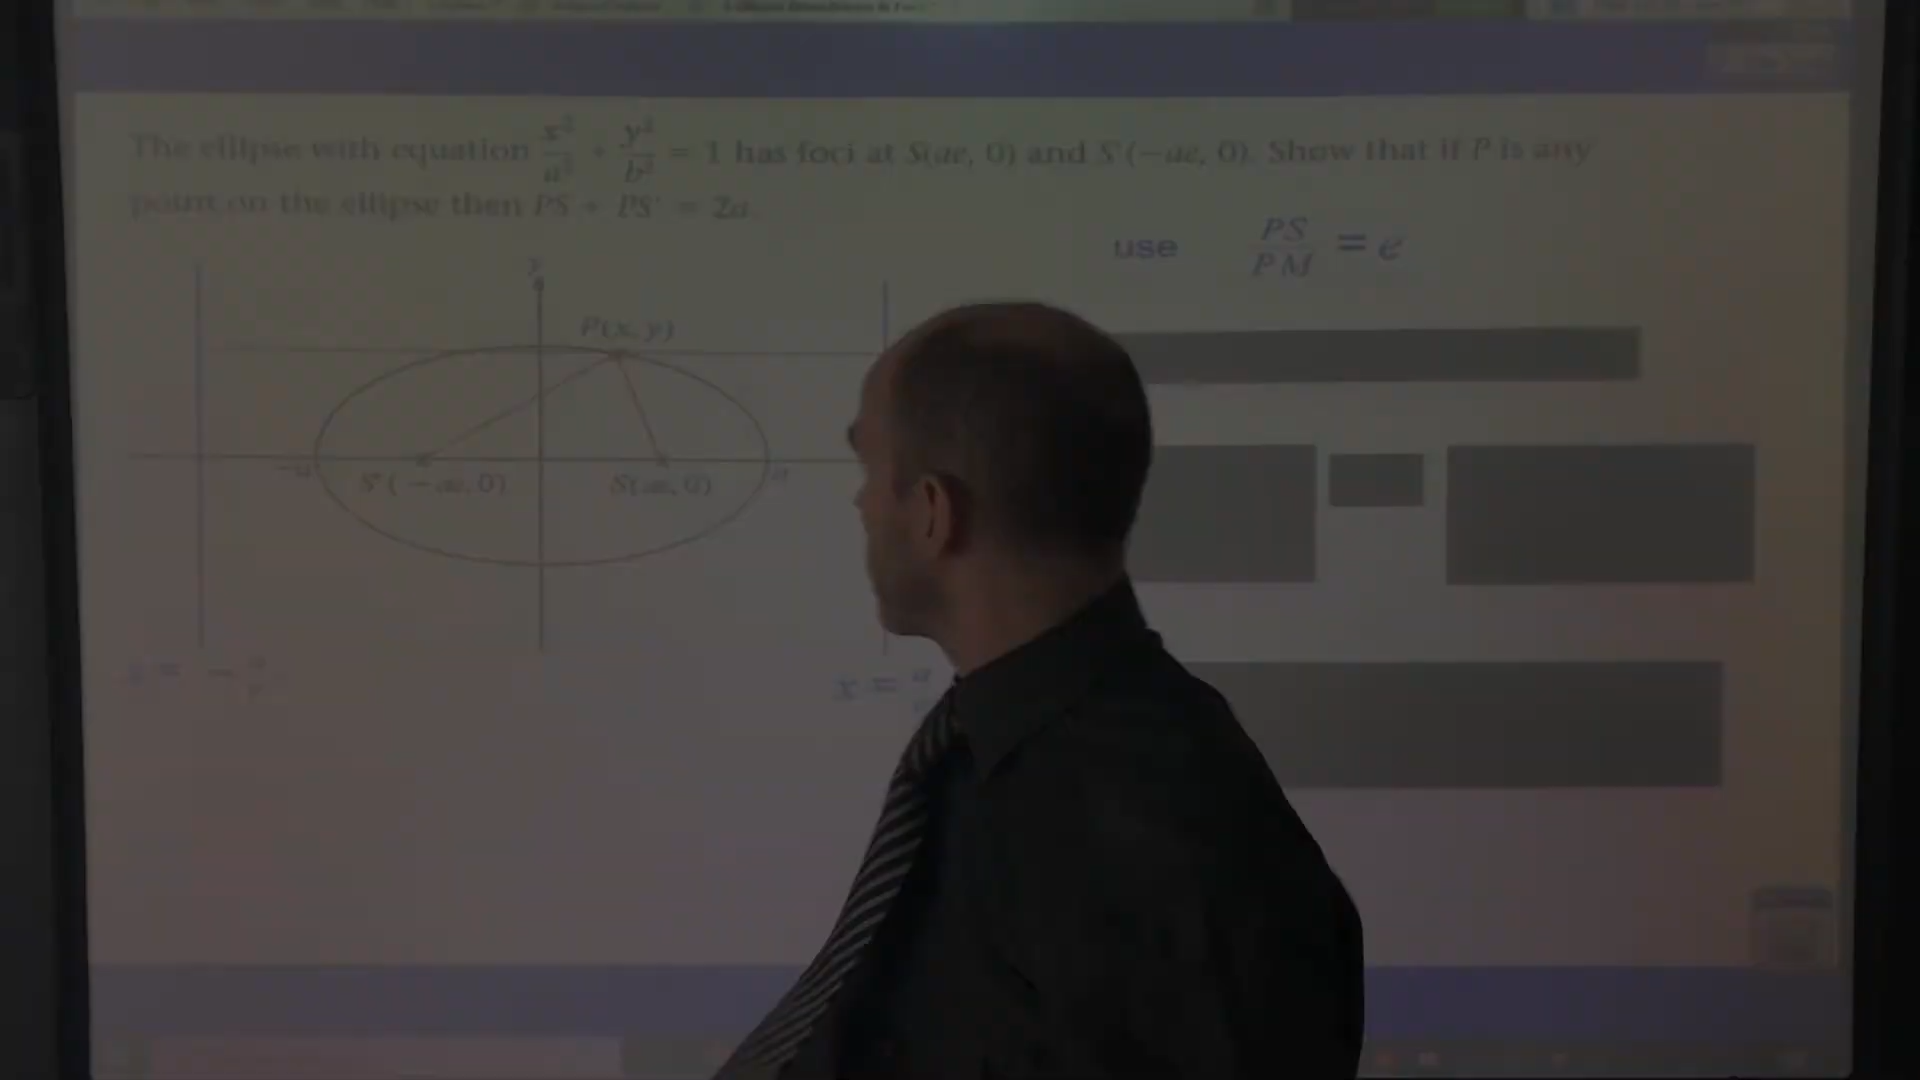 The ellipse with equation x²/a² + y²/b² = 1 has foci at S(ae, 0) and S'(−ae, 0). Show that if P is any
point on the ellipse then PS + PS' = 2a.
use PS/PM = e
y
P(x, y)
−a
S'(−ae, 0)
S(ae, 0)
a
x = − a/e
x = a